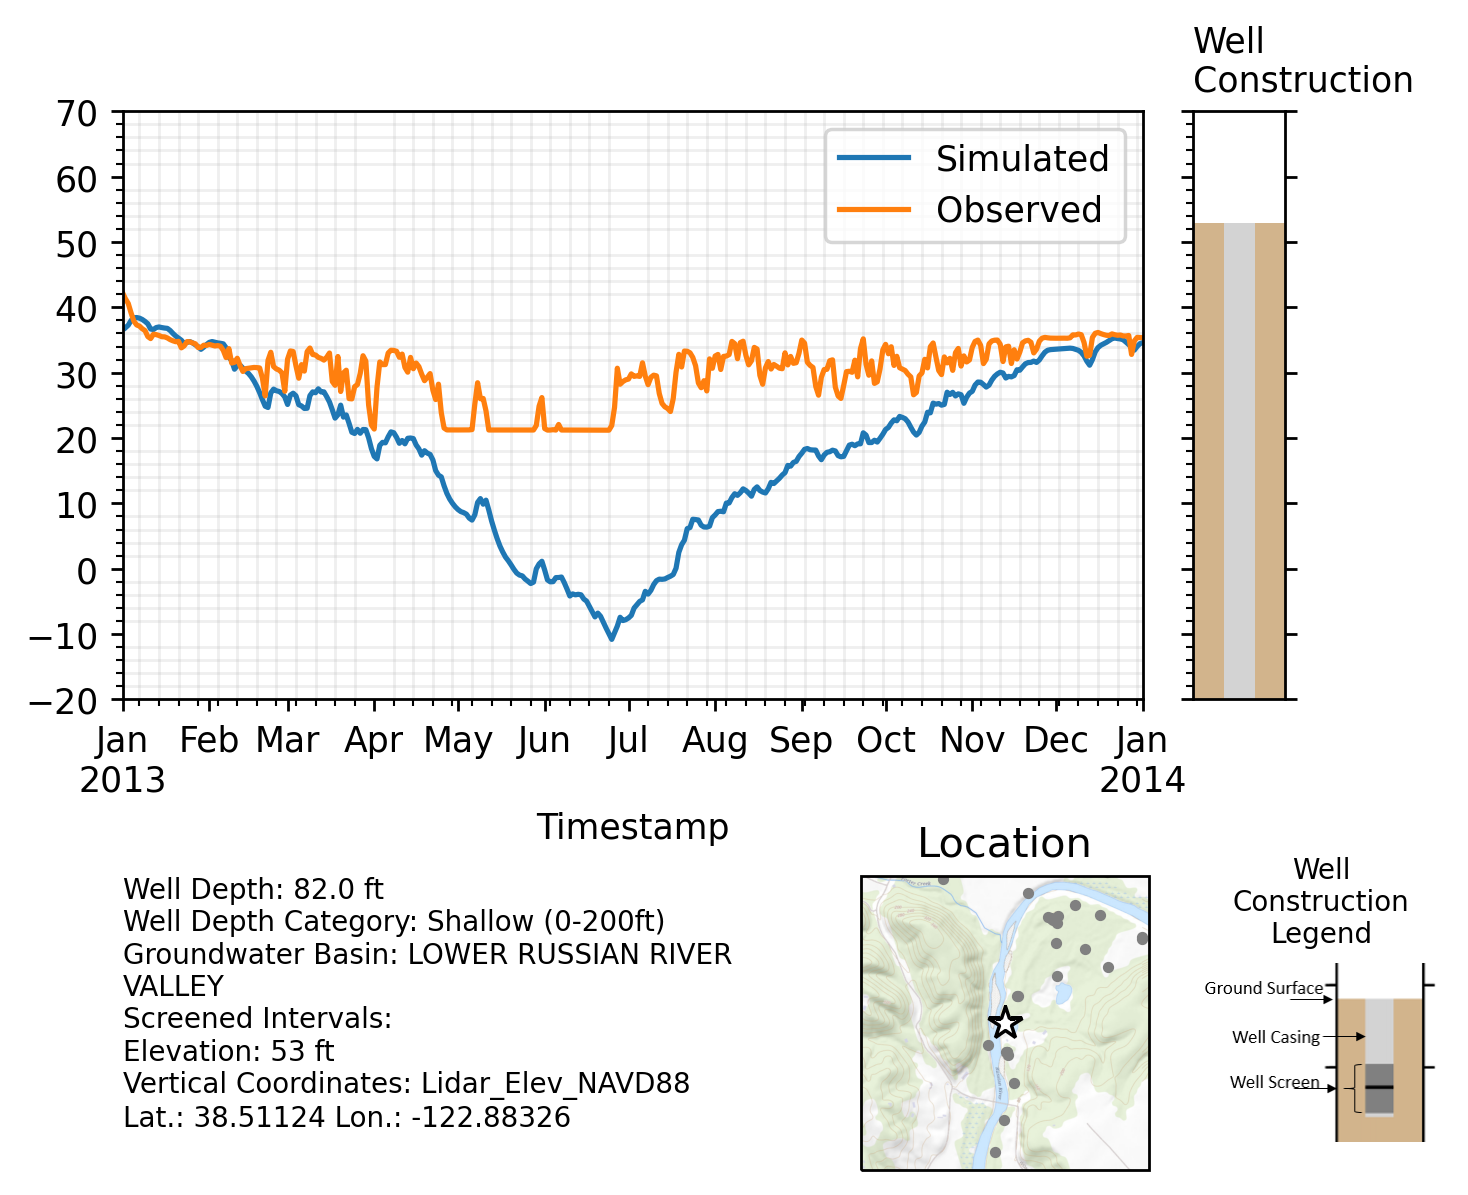 Well
Construction
70
60
50
40
30
20
10
0
−10
−20
Simulated
Observed
Jan Feb Mar Apr May Jun Jul Aug Sep Oct Nov Dec Jan
2013 2014
Timestamp
Well Depth: 82.0 ft
Well Depth Category: Shallow (0-200ft)
Groundwater Basin: LOWER RUSSIAN RIVER
VALLEY
Screened Intervals:
Elevation: 53 ft
Vertical Coordinates: Lidar_Elev_NAVD88
Lat.: 38.51124 Lon.: -122.88326
Location
Well
Construction
Legend
Ground Surface
Well Casing
Well Screen